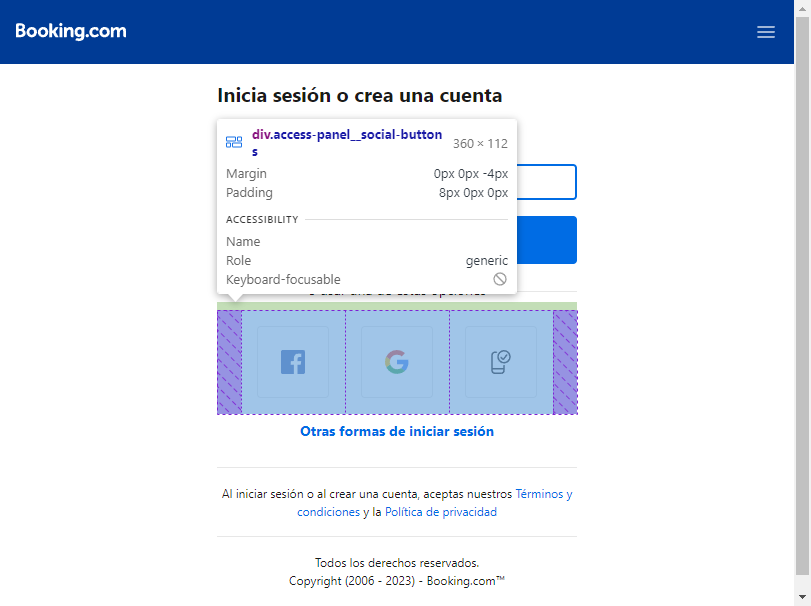 Booking.com
Inicia sesión o crea una cuenta
div.access-panel__social-button
s
360 × 112
Margin 0px 0px -4px
Padding 8px 0px 0px
ACCESSIBILITY
Name
Role generic
Keyboard-focusable
Otras formas de iniciar sesión
Al iniciar sesión o al crear una cuenta, aceptas nuestros Términos y
condiciones y la Política de privacidad
Todos los derechos reservados.
Copyright (2006 - 2023) - Booking.com™